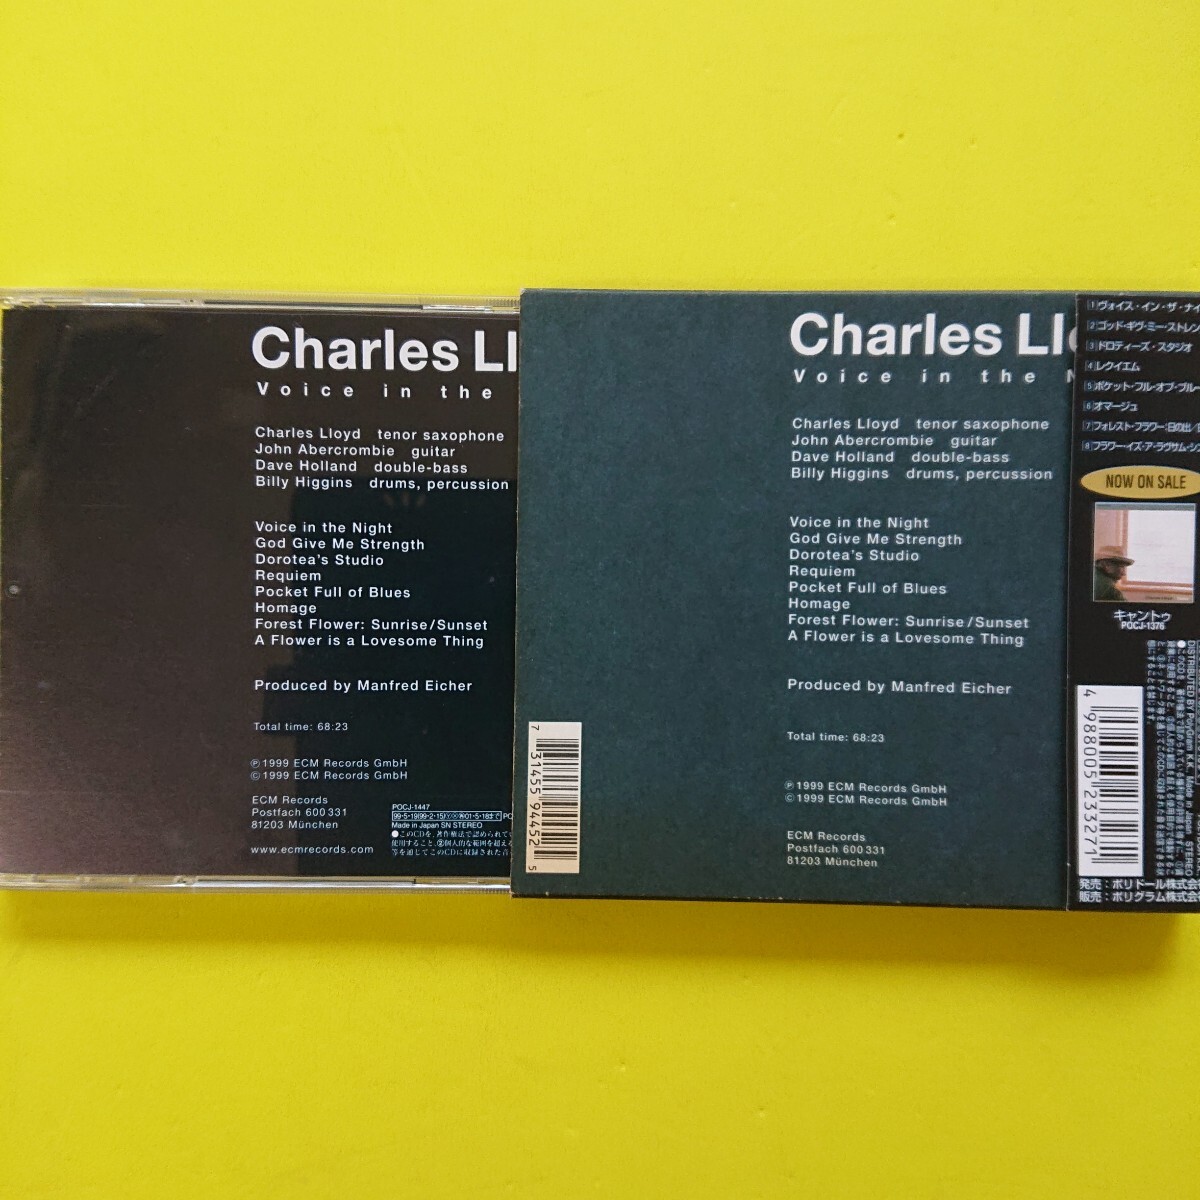 Charles Ll
Voice in the
Charles Lloyd tenor saxophone
John Abercrombie guitar
Dave Holland double-bass
Billy Higgins drums, percussion
Voice in the Night
God Give Me Strength
Dorotea's Studio
Requiem
Pocket Full of Blues
Homage
Forest Flower: Sunrise/Sunset
A Flower is a Lovesome Thing
Produced by Manfred Eicher
Total time: 68:23
℗ 1999 ECM Records GmbH
© 1999 ECM Records GmbH
ECM Records
Postfach 600 331
81203 München
www.ecmrecords.com
POCJ-1447
Made in Japan SN STEREO
Charles Llo
Voice in the N
Charles Lloyd tenor saxophone
John Abercrombie guitar
Dave Holland double-bass
Billy Higgins drums, percussion
Voice in the Night
God Give Me Strength
Dorotea's Studio
Requiem
Pocket Full of Blues
Homage
Forest Flower: Sunrise/Sunset
A Flower is a Lovesome Thing
Produced by Manfred Eicher
Total time: 68:23
℗ 1999 ECM Records GmbH
© 1999 ECM Records GmbH
ECM Records
Postfach 600 331
81203 München
7 31455 94452 5
1 ヴォイス・イン・ザ・ナイ
2 ゴッド・ギヴ・ミー・ストレン
3 ドロティーズ・スタジオ
4 レクイエム
5 ポケット・フル・オブ・ブルー
6 オマージュ
7 フォレスト・フラワー:日の出/
8 フラワー・イズ・ア・ラヴサム・シ
NOW ON SALE
キャントゥ
POCJ-1376
4 988005 233271
発売:ポリドール株式会
販売:ポリグラム株式会